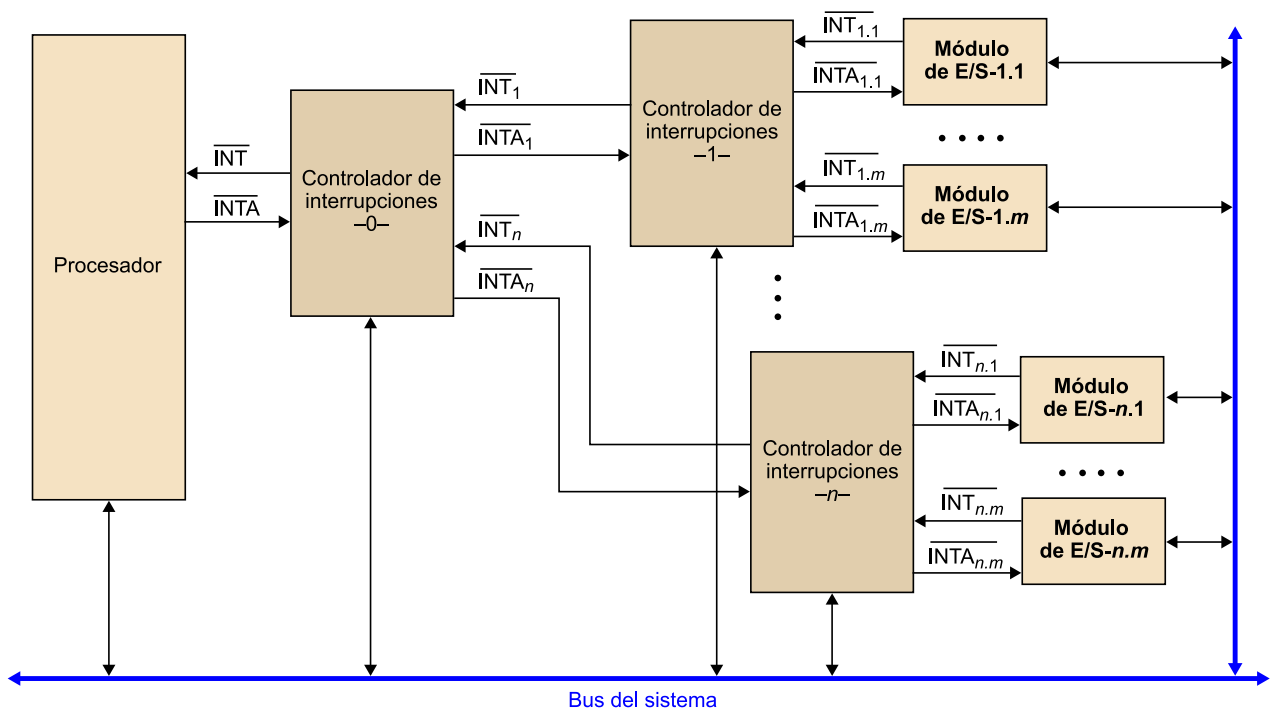 Procesador
INT
INTA
Controlador de
interrupciones
–0–
INT1
INTA1
INTn
INTAn
Controlador de
interrupciones
–1–
INT1.1
INTA1.1
INT1.m
INTA1.m
Módulo
de E/S-1.1
Módulo
de E/S-1.m
Controlador de
interrupciones
–n–
INTn.1
INTAn.1
INTn.m
INTAn.m
Módulo
de E/S-n.1
Módulo
de E/S-n.m
Bus del sistema